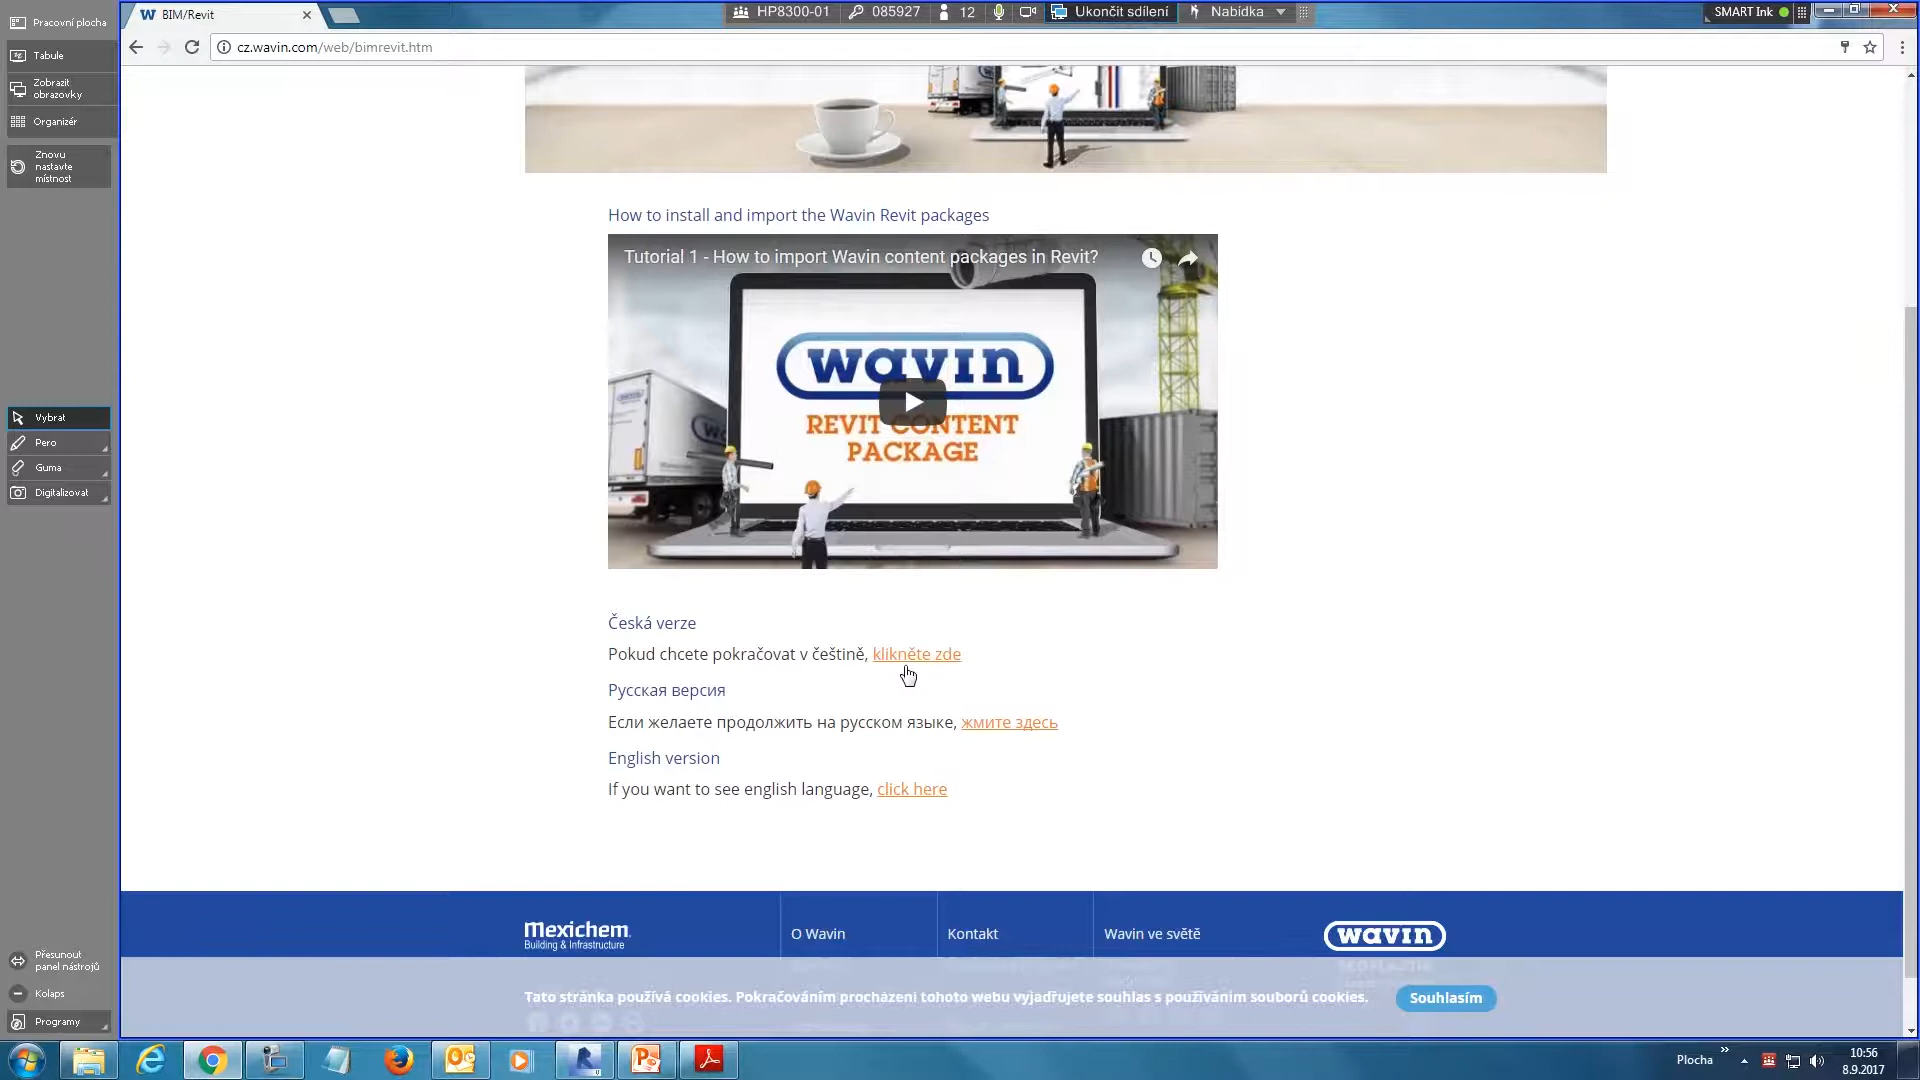 Pracovní plocha
BIM/Revit
HP8300-01
085927
12
Ukončit sdílení
Nabídka
SMART Ink
cz.wavin.com/web/bimrevit.htm
Tabule
Zobrazit
obrazovky
Organizér
Znovu
nastavte
místnost
Vybrat
Pero
Guma
Digitalizovat
How to install and import the Wavin Revit packages
Tutorial 1 - How to import Wavin content packages in Revit?
wavin
REVIT CONTENT
PACKAGE
Česká verze
Pokud chcete pokračovat v češtině, klikněte zde
Русская версия
Если желаете продолжить на русском языке, жмите здесь
English version
If you want to see english language, click here
Mexichem.
Building & Infrastructure
O Wavin
Kontakt
Wavin ve světě
wavin
Tato stránka používá cookies. Pokračováním procházení tohoto webu vyjadřujete souhlas s používáním souborů cookies.
Souhlasím
Přesunout
panel nástrojů
Kolaps
Programy
Plocha
10:56
8.9.2017